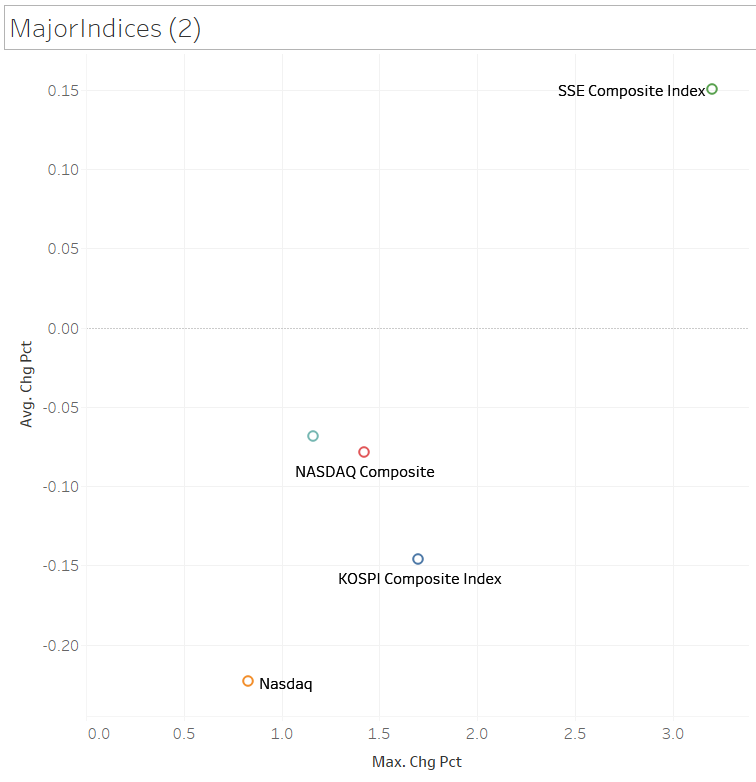 MajorIndices (2)
0.15
SSE Composite Index
0.10
0.05
0.00
Avg. Chg Pct
-0.05
-0.10
NASDAQ Composite
-0.15
KOSPI Composite Index
-0.20
Nasdaq
0.0 0.5 1.0 1.5 2.0 2.5 3.0
Max. Chg Pct